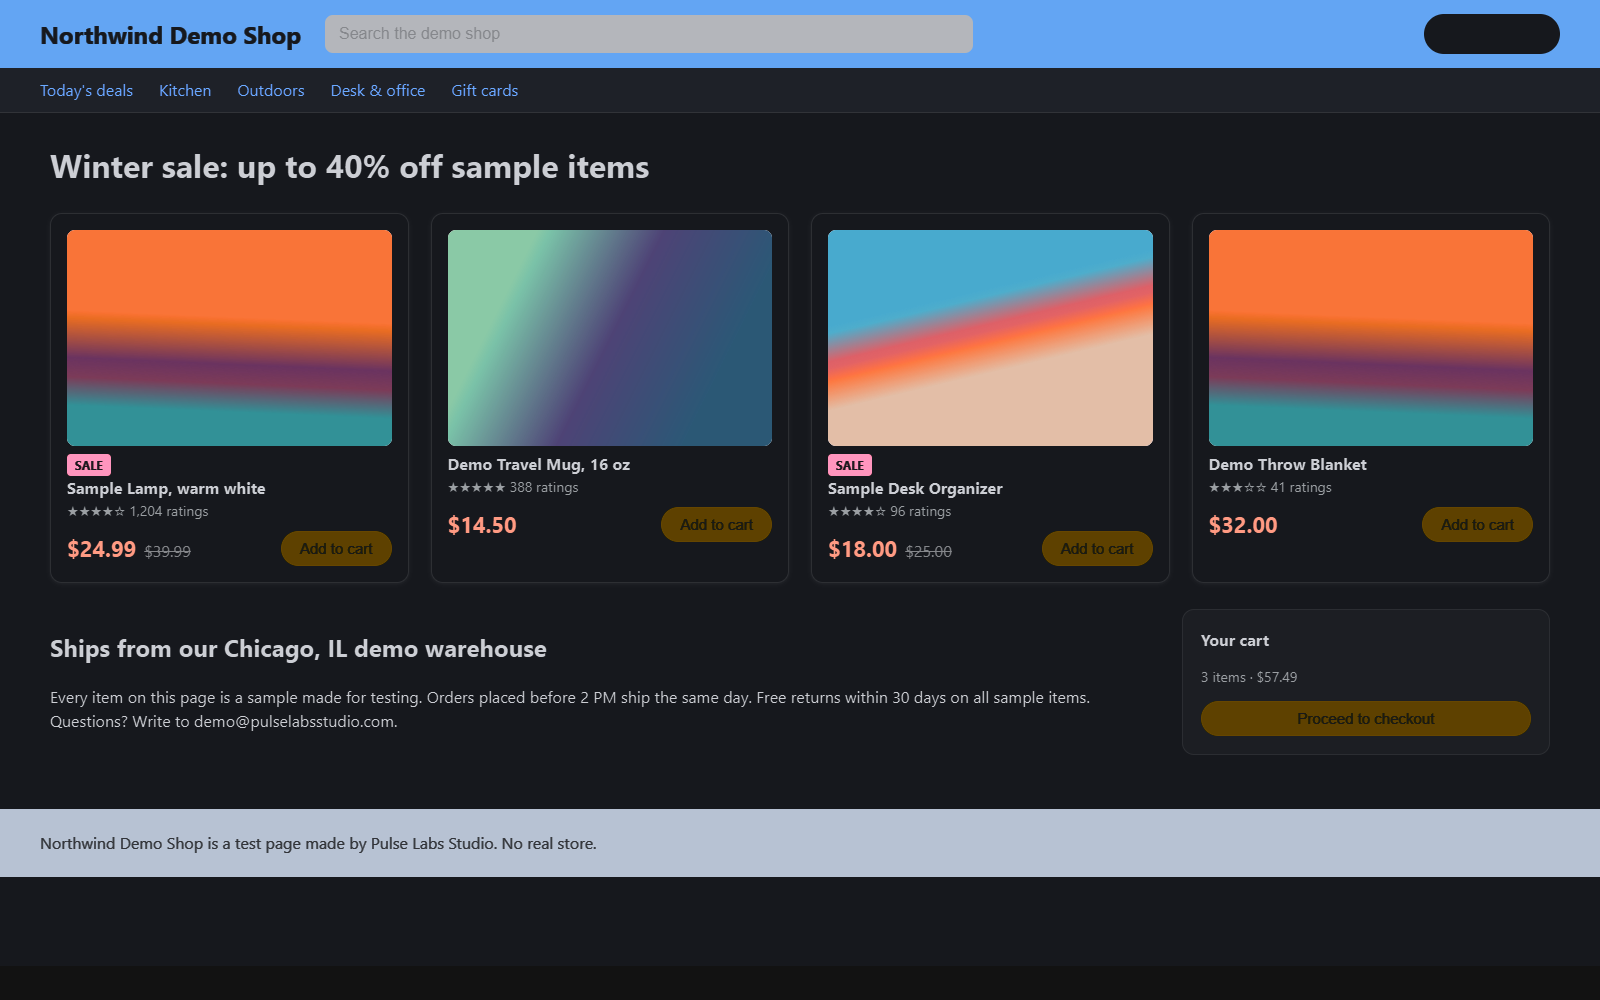 Northwind Demo Shop
Search the demo shop
Today's deals Kitchen Outdoors Desk & office Gift cards
Winter sale: up to 40% off sample items
SALE
Sample Lamp, warm white
★★★★☆ 1,204 ratings
$24.99 $39.99 Add to cart
Demo Travel Mug, 16 oz
★★★★★ 388 ratings
$14.50 Add to cart
SALE
Sample Desk Organizer
★★★★☆ 96 ratings
$18.00 $25.00 Add to cart
Demo Throw Blanket
★★★☆☆ 41 ratings
$32.00 Add to cart
Ships from our Chicago, IL demo warehouse
Every item on this page is a sample made for testing. Orders placed before 2 PM ship the same day. Free returns within 30 days on all sample items.
Questions? Write to demo@pulselabsstudio.com.
Your cart
3 items · $57.49
Proceed to checkout
Northwind Demo Shop is a test page made by Pulse Labs Studio. No real store.